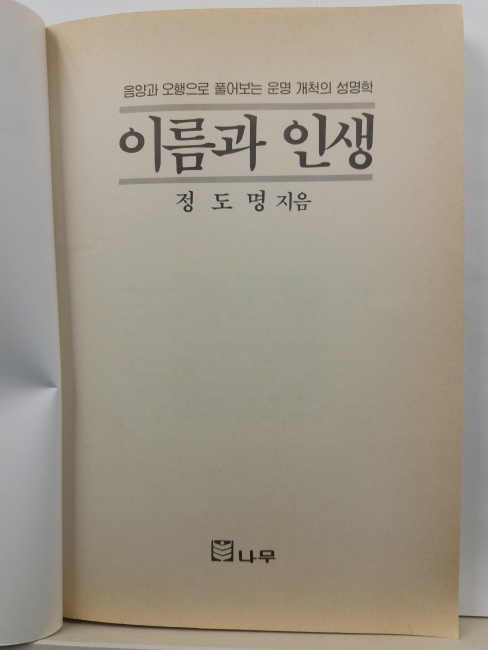 음양과 오행으로 풀어보는 운명 개척의 성명학
이름과 인생
정 도 명 지음
나무